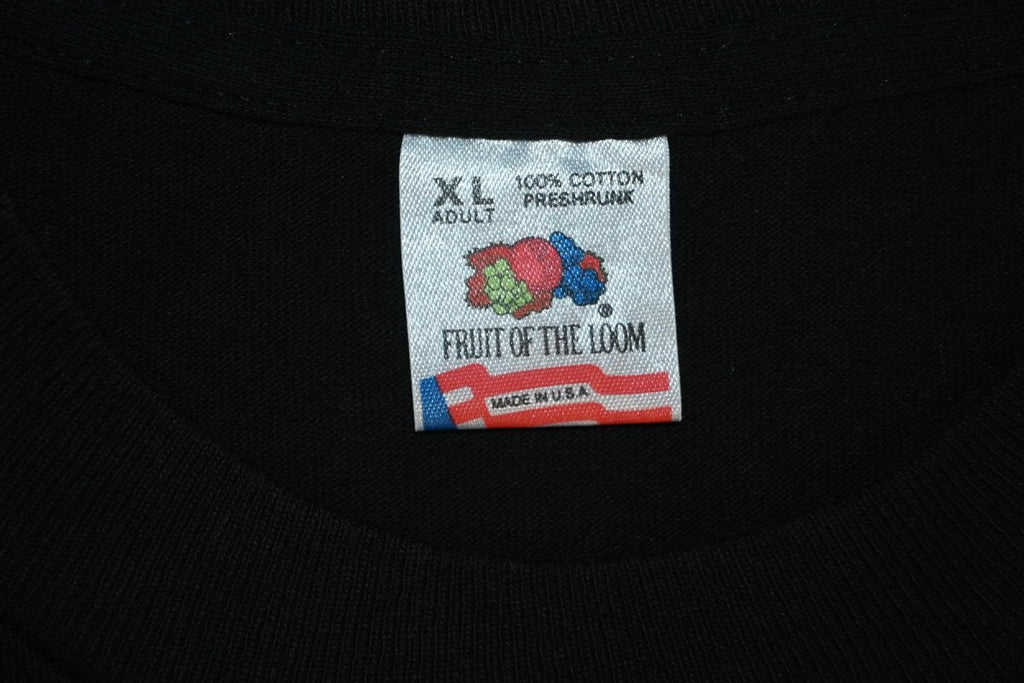 XL
ADULT
100% COTTON
PRESHRUNK
®
FRUIT OF THE LOOM
MADE IN U.S.A.